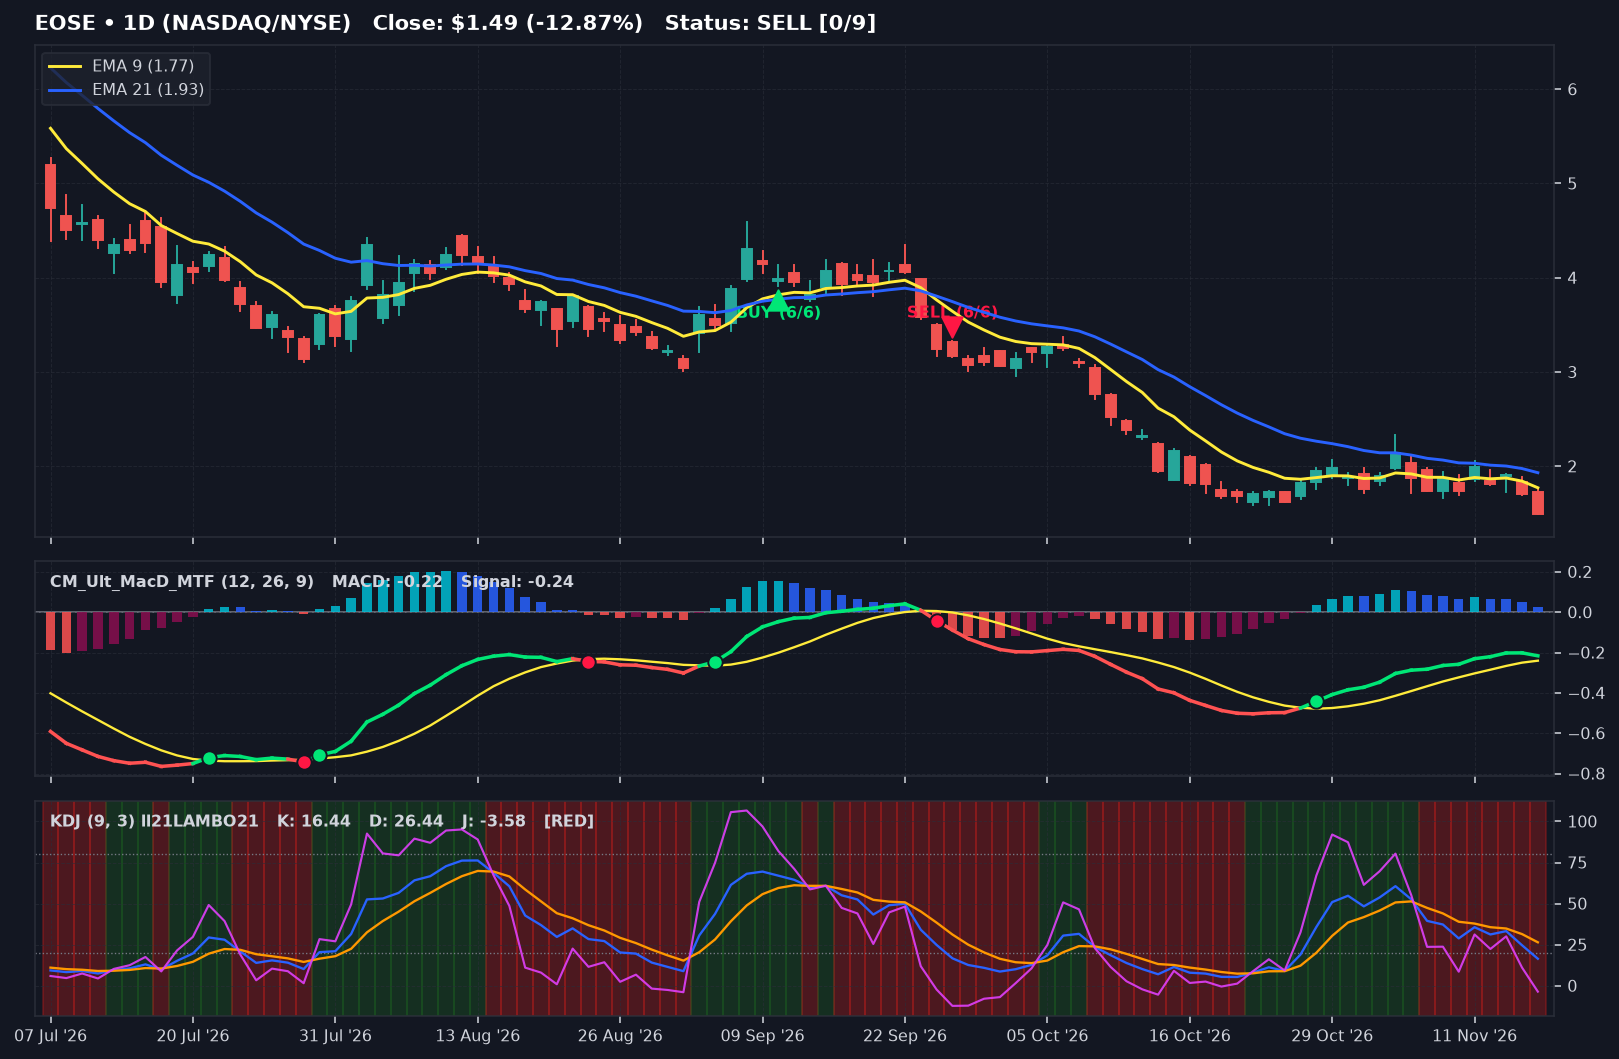 EOSE • 1D (NASDAQ/NYSE)   Close: $1.49 (-12.87%)   Status: SELL [0/9]
EMA 9 (1.77)
EMA 21 (1.93)
6
5
4
BUY (6/6)
SELL (6/6)
3
2
CM_Ult_MacD_MTF (12, 26, 9)   MACD: -0.22   Signal: -0.24
0.2
0.0
−0.2
−0.4
−0.6
−0.8
KDJ (9, 3) II21LAMBO21   K: 16.44   D: 26.44   J: -3.58   [RED]
100
75
50
25
0
07 Jul '26
20 Jul '26
31 Jul '26
13 Aug '26
26 Aug '26
09 Sep '26
22 Sep '26
05 Oct '26
16 Oct '26
29 Oct '26
11 Nov '26